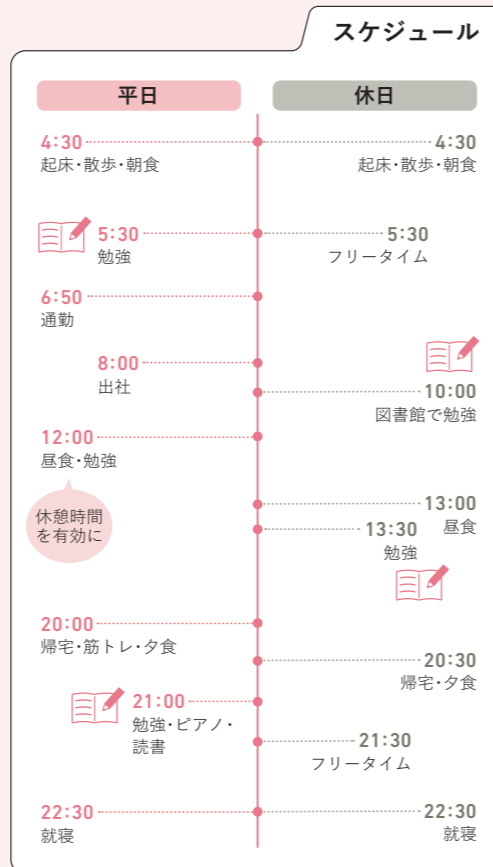 スケジュール
平日
4:30
起床・散歩・朝食
5:30
勉強
6:50
通勤
8:00
出社
12:00
昼食・勉強
休憩時間
を有効に
20:00
帰宅・筋トレ・夕食
21:00
勉強・ピアノ・
読書
22:30
就寝
休日
4:30
起床・散歩・朝食
5:30
フリータイム
10:00
図書館で勉強
13:00
昼食
13:30
勉強
20:30
帰宅・夕食
21:30
フリータイム
22:30
就寝